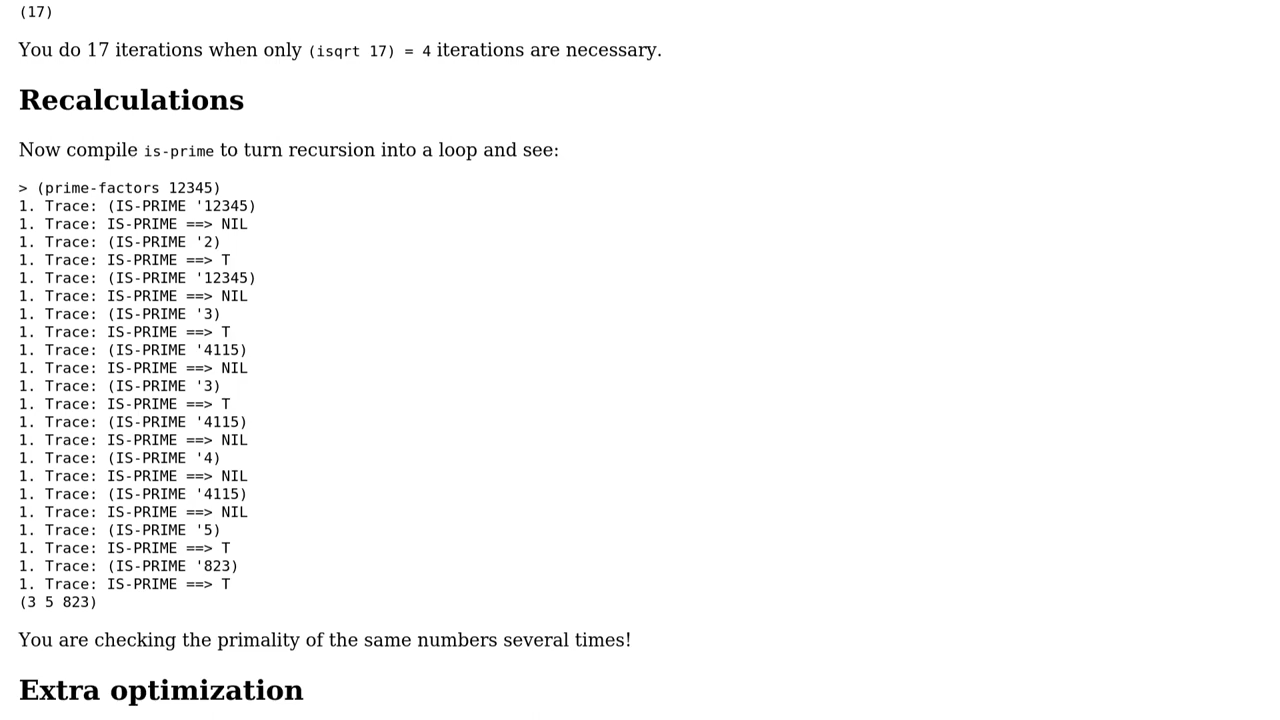 (17)
You do 17 iterations when only (isqrt 17) = 4 iterations are necessary.
Recalculations
Now compile is-prime to turn recursion into a loop and see:
> (prime-factors 12345)
1. Trace: (IS-PRIME '12345)
1. Trace: IS-PRIME ==> NIL
1. Trace: (IS-PRIME '2)
1. Trace: IS-PRIME ==> T
1. Trace: (IS-PRIME '12345)
1. Trace: IS-PRIME ==> NIL
1. Trace: (IS-PRIME '3)
1. Trace: IS-PRIME ==> T
1. Trace: (IS-PRIME '4115)
1. Trace: IS-PRIME ==> NIL
1. Trace: (IS-PRIME '3)
1. Trace: IS-PRIME ==> T
1. Trace: (IS-PRIME '4115)
1. Trace: IS-PRIME ==> NIL
1. Trace: (IS-PRIME '4)
1. Trace: IS-PRIME ==> NIL
1. Trace: (IS-PRIME '4115)
1. Trace: IS-PRIME ==> NIL
1. Trace: (IS-PRIME '5)
1. Trace: IS-PRIME ==> T
1. Trace: (IS-PRIME '823)
1. Trace: IS-PRIME ==> T
(3 5 823)
You are checking the primality of the same numbers several times!
Extra optimization